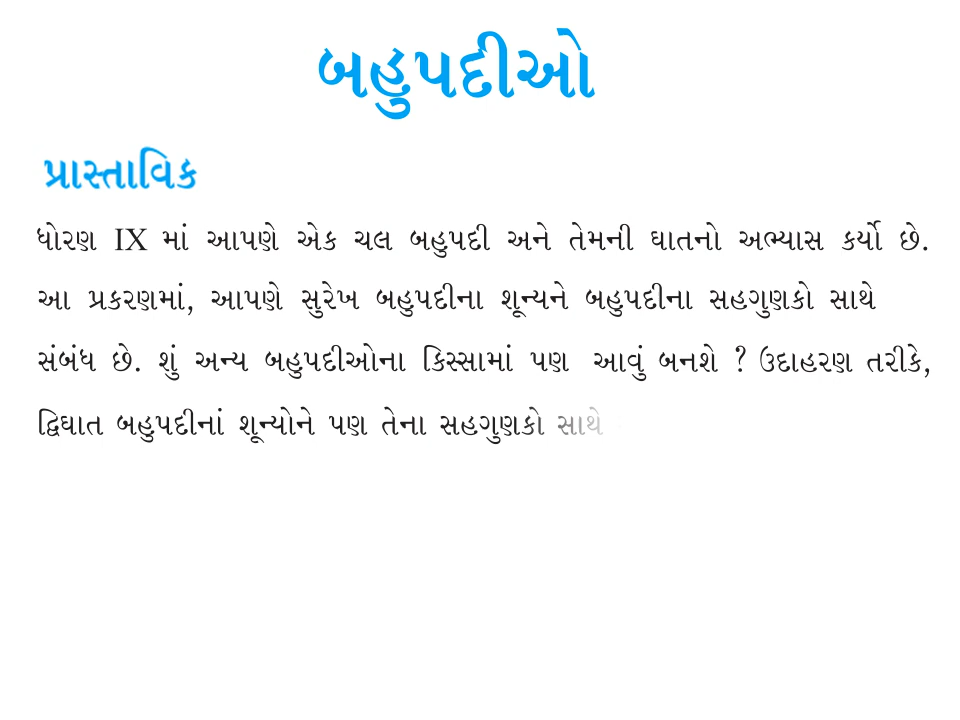 બહુપદીઓ
પ્રાસ્તાવિક
ધોરણ IX માં આપણે એક ચલ બહુપદી અને તેમની ઘાતનો અભ્યાસ કર્યો છે.
આ પ્રકરણમાં, આપણે સુરેખ બહુપદીના શૂન્યને બહુપદીના સહગુણકો સાથે
સંબંધ છે. શું અન્ય બહુપદીઓના કિસ્સામાં પણ આવું બનશે ? ઉદાહરણ તરીકે,
દ્વિઘાત બહુપદીનાં શૂન્યોને પણ તેના સહગુણકો સાથે